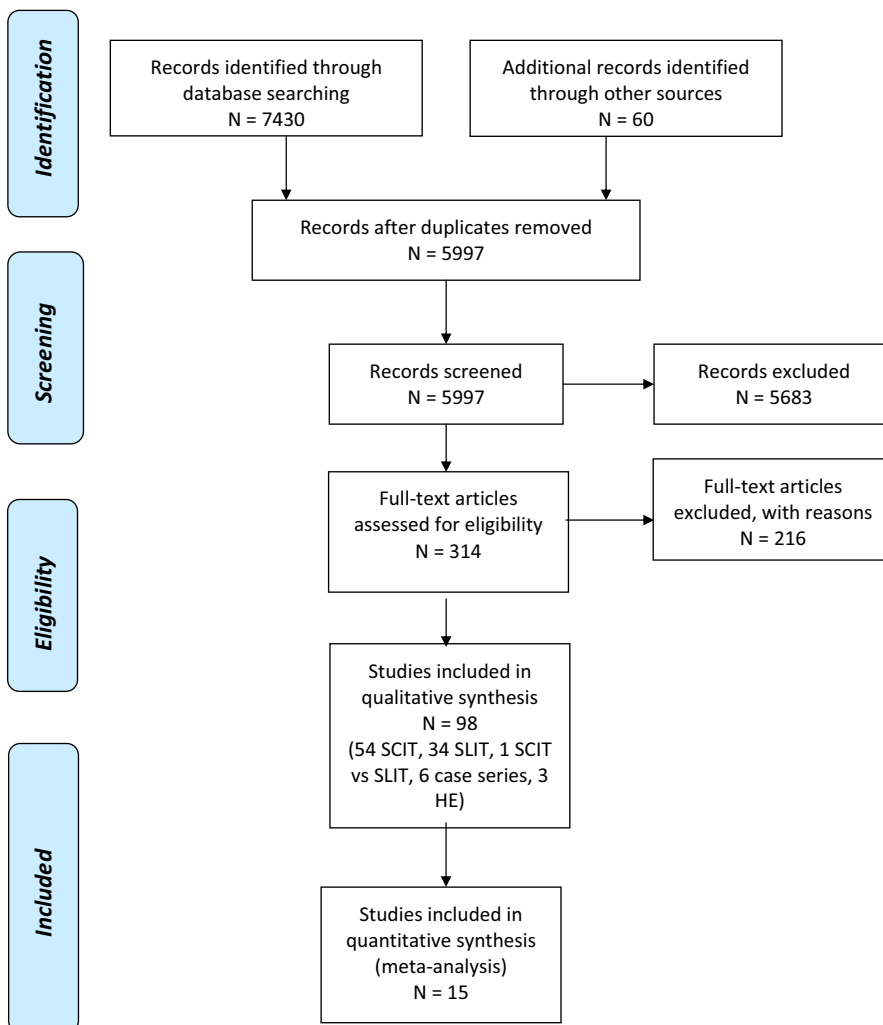 Identification
Records identified through
database searching
N = 7430
Additional records identified
through other sources
N = 60
Records after duplicates removed
N = 5997
Screening
Records screened
N = 5997
Records excluded
N = 5683
Eligibility
Full-text articles
assessed for eligibility
N = 314
Full-text articles
excluded, with reasons
N = 216
Studies included in
qualitative synthesis
N = 98
(54 SCIT, 34 SLIT, 1 SCIT
vs SLIT, 6 case series, 3
HE)
Included
Studies included in
quantitative synthesis
(meta-analysis)
N = 15